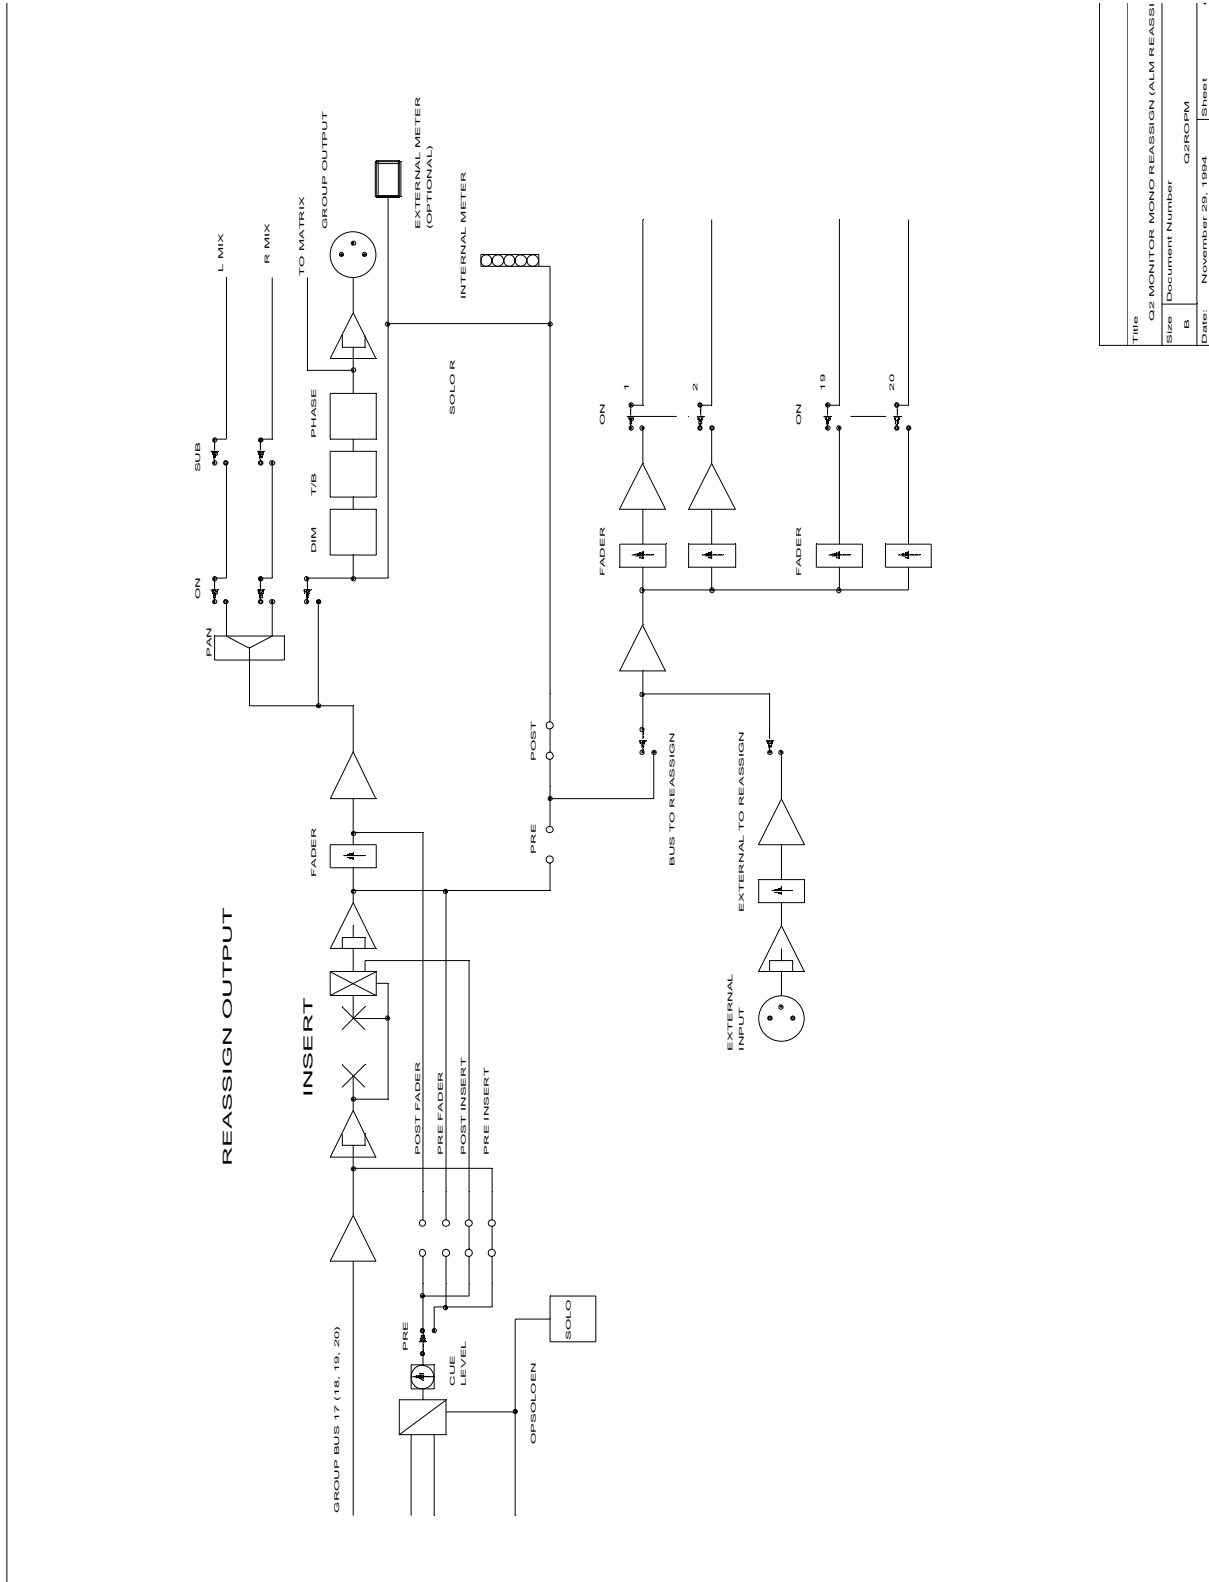 REASSIGN OUTPUT
INSERT
GROUP BUS 17 (18, 19, 20)
FADER
PAN
ON
SUB
L MIX
R MIX
TO MATRIX
GROUP OUTPUT
DIM
T/B
PHASE
EXTERNAL METER
(OPTIONAL)
INTERNAL METER
SOLO R
POST FADER
PRE FADER
POST INSERT
PRE INSERT
PRE
CUE
LEVEL
OPSOLOEN
SOLO
PRE
POST
BUS TO REASSIGN
EXTERNAL TO REASSIGN
EXTERNAL
INPUT
FADER
ON
1
2
FADER
ON
19
20
Title
Q2 MONITOR MONO REASSIGN (ALM REASSI
Size
Document Number
B
Q2ROPM
Date:
November 29, 1994
Sheet